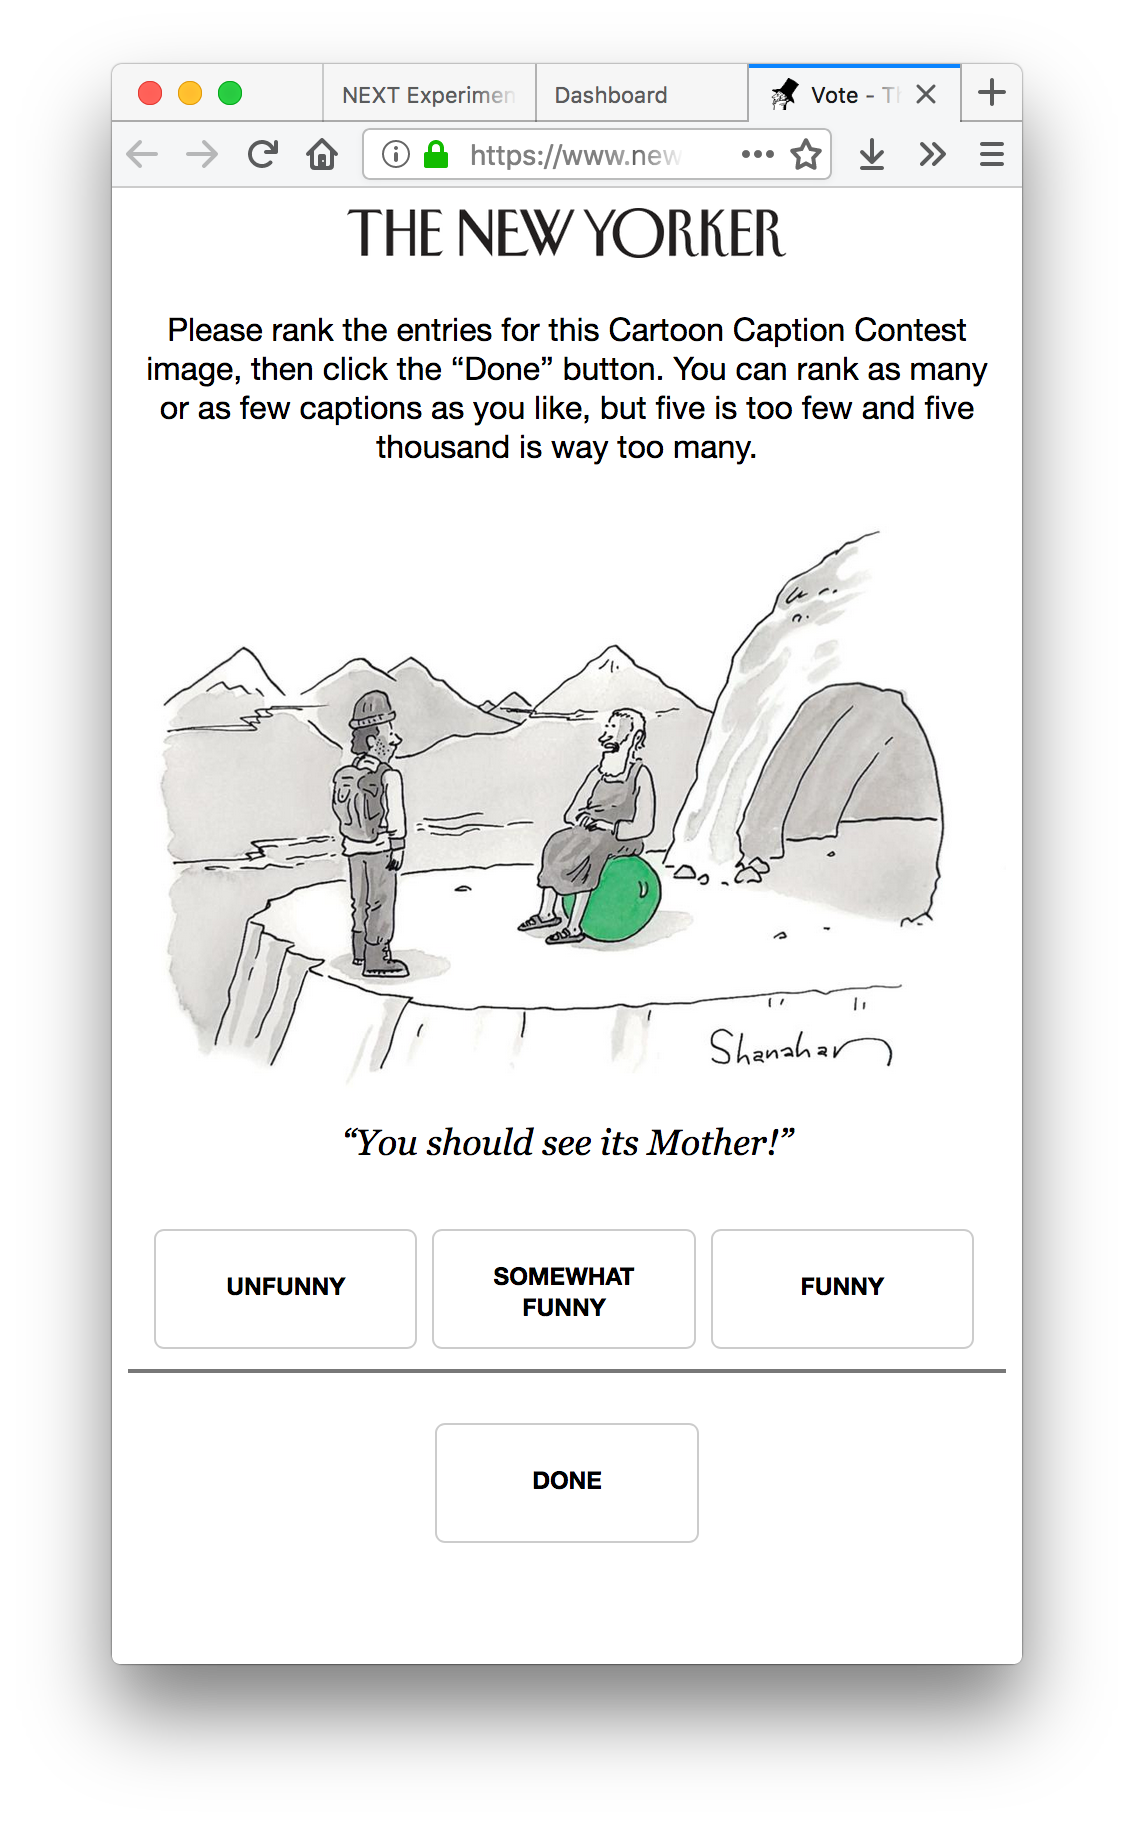 NEXT Experimen
Dashboard
Vote - Th
https://www.new
THE NEW YORKER
Please rank the entries for this Cartoon Caption Contest
image, then click the “Done” button. You can rank as many
or as few captions as you like, but five is too few and five
thousand is way too many.
Shanahan
“You should see its Mother!”
UNFUNNY
SOMEWHAT
FUNNY
FUNNY
DONE